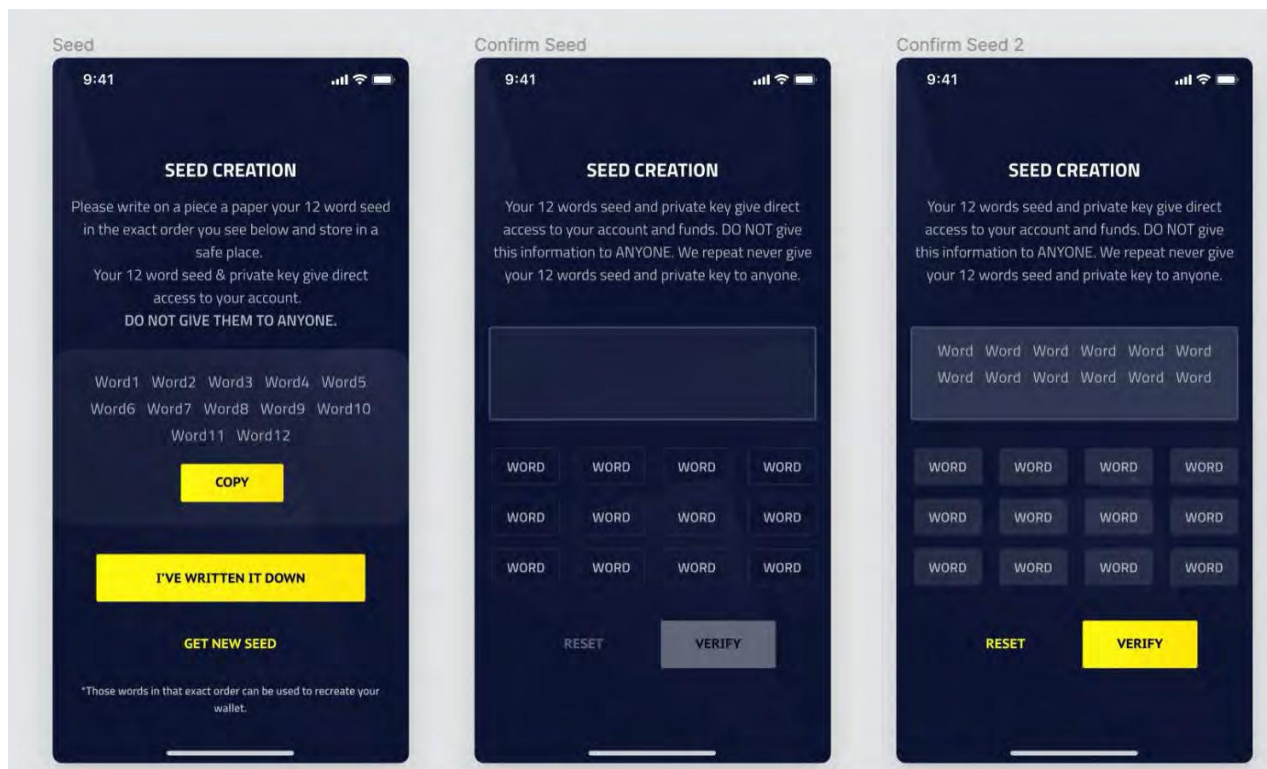 Seed
9:41
SEED CREATION
Please write on a piece a paper your 12 word seed
in the exact order you see below and store in a
safe place.
Your 12 word seed & private key give direct
access to your account.
DO NOT GIVE THEM TO ANYONE.
Word1 Word2 Word3 Word4 Word5
Word6 Word7 Word8 Word9 Word10
Word11 Word12
COPY
I'VE WRITTEN IT DOWN
GET NEW SEED
*Those words in that exact order can be used to recreate your
wallet.
Confirm Seed
9:41
SEED CREATION
Your 12 words seed and private key give direct
access to your account and funds. DO NOT give
this information to ANYONE. We repeat never give
your 12 words seed and private key to anyone.
WORD WORD WORD WORD
WORD WORD WORD WORD
WORD WORD WORD WORD
RESET VERIFY
Confirm Seed 2
9:41
SEED CREATION
Your 12 words seed and private key give direct
access to your account and funds. DO NOT give
this information to ANYONE. We repeat never give
your 12 words seed and private key to anyone.
Word Word Word Word Word Word
Word Word Word Word Word Word
WORD WORD WORD WORD
WORD WORD WORD WORD
WORD WORD WORD WORD
RESET VERIFY